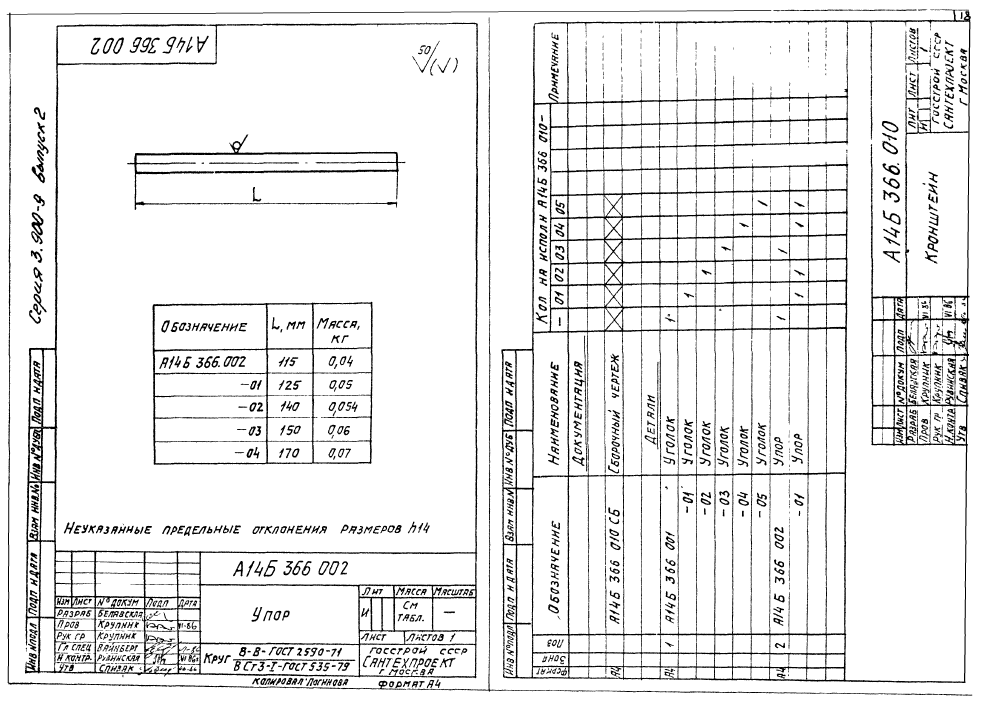 А14Б 366 002
50/ √(√)
Серия 3.900-9 выпуск 2
L
Обозначение | L, мм | Масса, кг
А14Б 366.002 | 115 | 0,04
-01 | 125 | 0,05
-02 | 140 | 0,054
-03 | 150 | 0,06
-04 | 170 | 0,07
Неуказанные предельные отклонения размеров h14
Инв № подл | Подп и дата | Взам инв.№ | Инв № дубл | Подп и дата
А14Б 366 002
Изм | Лист | № докум | Подп | Дата
Разраб Белявская
Пров Крупник VI-86
Рук гр Крупник
Гл спец Вайнберг
Н контр. Рудинская VI 86
Утв Спивак
Упор
Лит | Масса | Масштаб
И | См табл. | —
Лист | Листов 1
Круг В-8-ГОСТ 2590-71
В Ст3-I-ГОСТ 535-79
Госстрой СССР
Сантехпроект
г Москва
Копировал Логинова
Формат А4
13
Формат | Зона | Поз | Обозначение | Наименование | Кол на исполн А14Б 366 010- | Примечание
— | 01 | 02 | 03 | 04 | 05
Документация
А4 | А14Б 366 010 СБ | Сборочный чертеж
Детали
А4 | 1 | А14Б 366 001 | Уголок | 1
-01 | Уголок | 1
-02 | Уголок | 1
-03 | Уголок | 1
-04 | Уголок | 1
-05 | Уголок | 1
А4 | 2 | А14Б 366 002 | Упор | 1 | 1
-01 | Упор | 1 | 1 | 1 | 1
Инв № подл | Подп и дата | Взам инв.№ | Инв № дубл | Подп и дата
А14Б 366.010
Изм | Лист | № докум | Подп | Дата
Разраб Белявская VI 86
Пров Крупник
Рук гр. Крупник
Н.контр Рудинская VI 86
Утв Спивак
Кронштейн
Лит | Лист | Листов
И | 1
Госстрой СССР
Сантехпроект
г. Москва